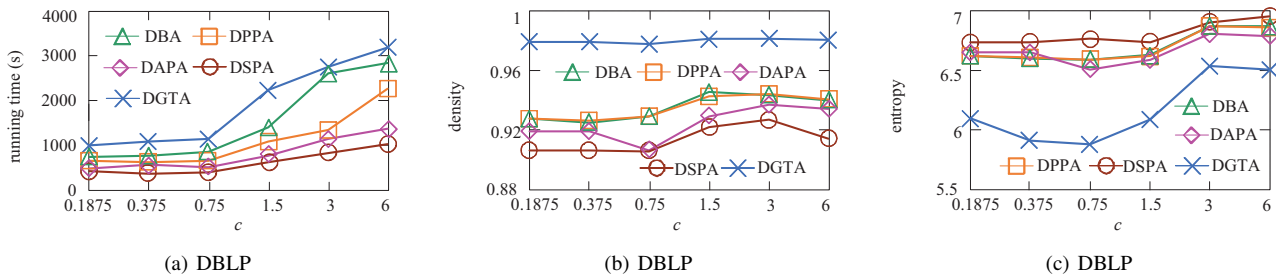 running time (s)
4000
3000
2000
1000
0
DBA
DPPA
DAPA
DSPA
DGTA
0.1875 0.375 0.75 1.5 3 6
c
(a) DBLP
density
1
0.96
0.92
0.88
DBA DPPA DAPA
DSPA DGTA
0.1875 0.375 0.75 1.5 3 6
c
(b) DBLP
entropy
7
6.5
6
5.5
DBA
DAPA
DPPA DSPA DGTA
0.1875 0.375 0.75 1.5 3 6
c
(c) DBLP